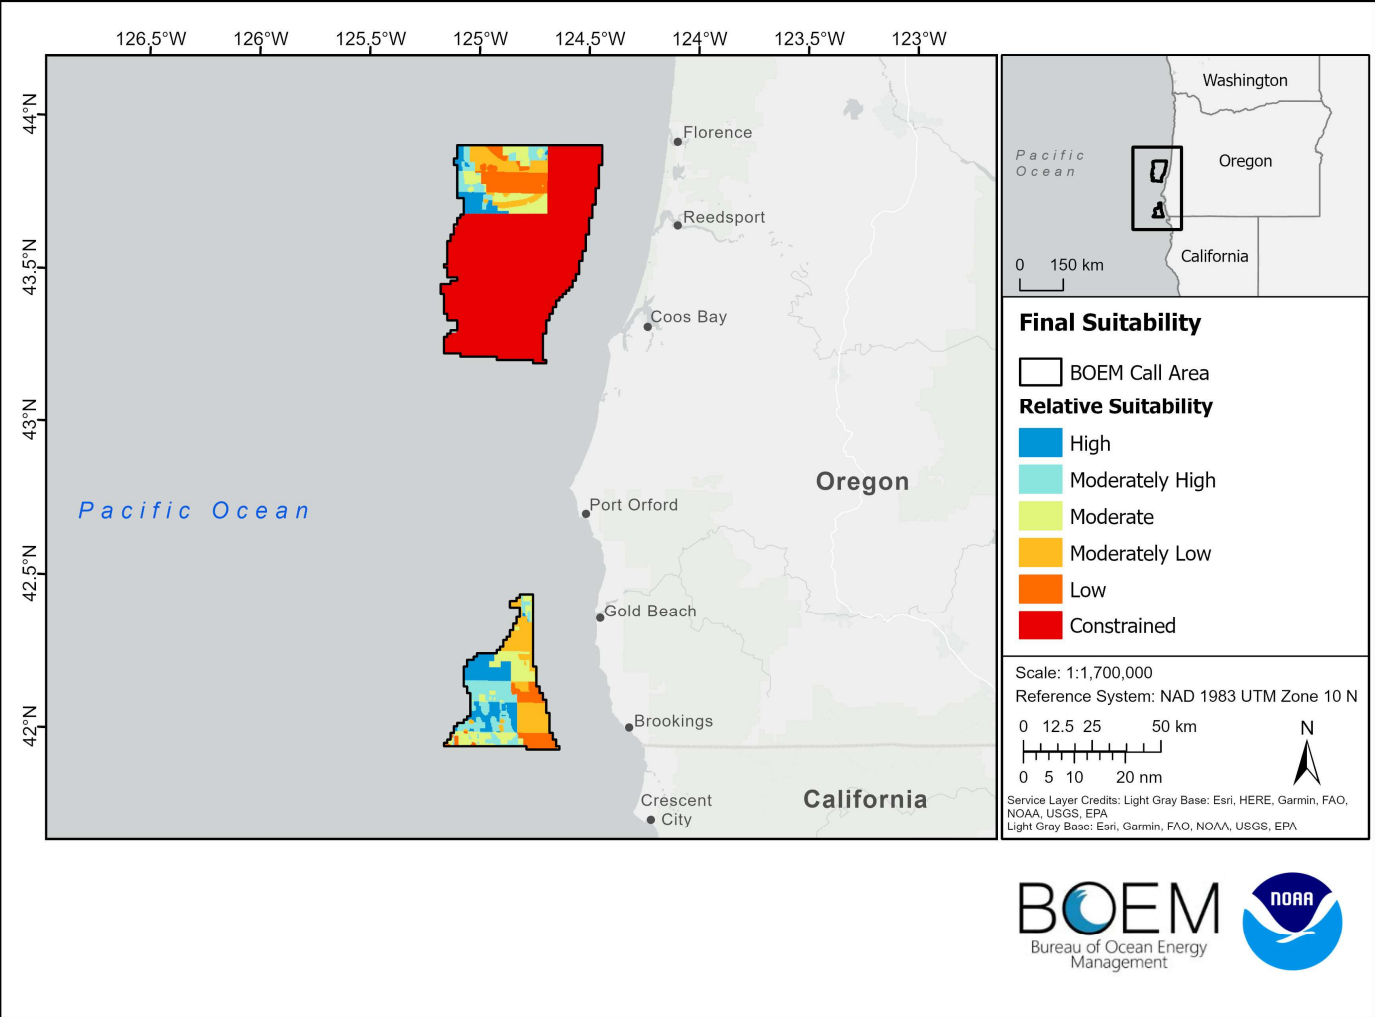 126.5°W 126°W 125.5°W 125°W 124.5°W 124°W 123.5°W 123°W
44°N
43.5°N
43°N
42.5°N
42°N
Florence
Reedsport
Coos Bay
Oregon
Pacific Ocean
Port Orford
Gold Beach
Brookings
California
Crescent
City
Washington
Pacific
Ocean
Oregon
California
0 150 km
Final Suitability
BOEM Call Area
Relative Suitability
High
Moderately High
Moderate
Moderately Low
Low
Constrained
Scale: 1:1,700,000
Reference System: NAD 1983 UTM Zone 10 N
0 12.5 25 50 km
N
0 5 10 20 nm
Service Layer Credits: Light Gray Base: Esri, HERE, Garmin, FAO,
NOAA, USGS, EPA
Light Gray Base: Esri, Garmin, FAO, NOAA, USGS, EPA
BOEM
Bureau of Ocean Energy
Management
NOAA